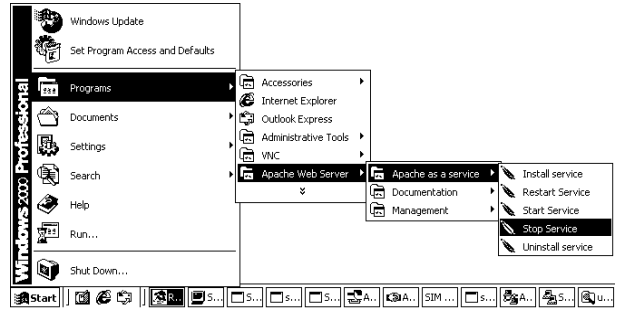 Windows 2000 Professional
Windows Update
Set Program Access and Defaults
Programs
Documents
Settings
Search
Help
Run...
Shut Down...
Accessories
Internet Explorer
Outlook Express
Administrative Tools
VNC
Apache Web Server
Apache as a service
Documentation
Management
Install service
Restart Service
Start Service
Stop Service
Uninstall service
Start
R..
S...
S...
s...
S...
A..
A..
SIM ...
s...
A..
S...
u...